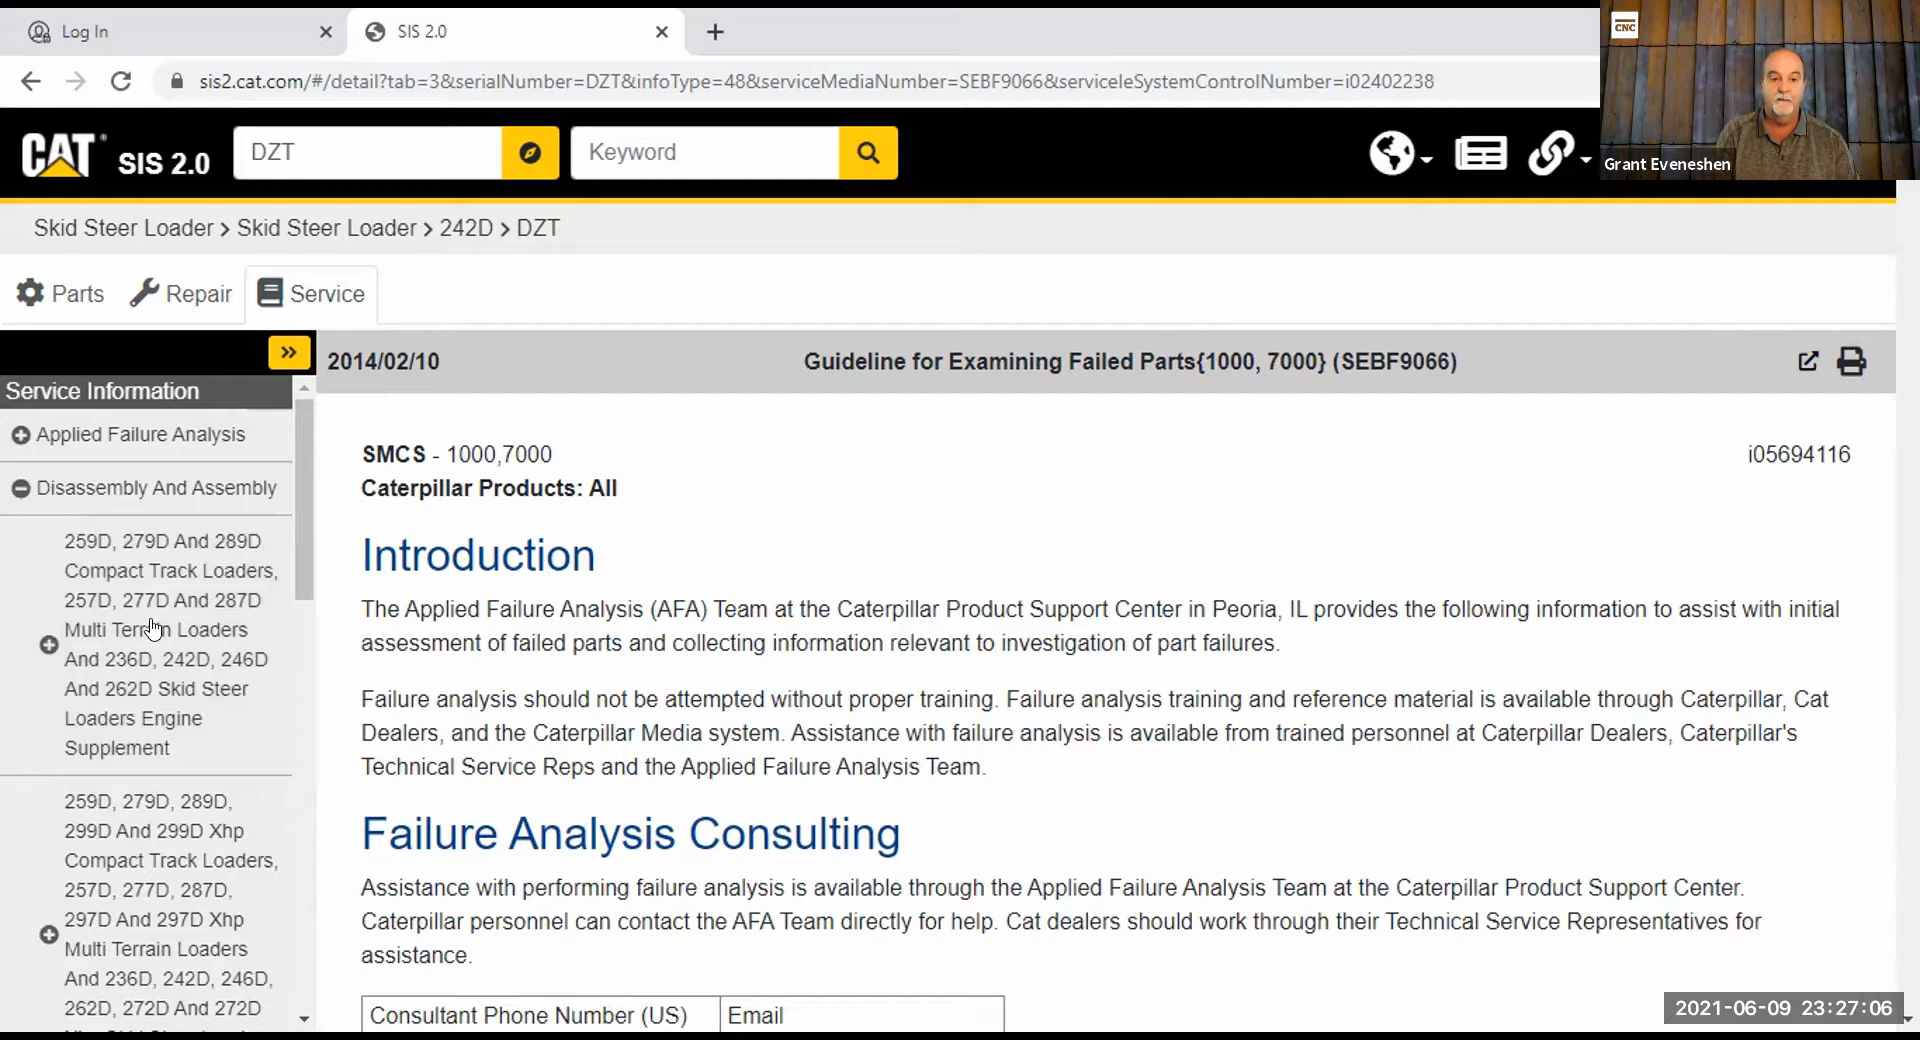 Log In
SIS 2.0
CNC
sis2.cat.com/#/detail?tab=3&serialNumber=DZT&infoType=48&serviceMediaNumber=SEBF9066&serviceIeSystemControlNumber=i02402238
CAT SIS 2.0
DZT
Keyword
Grant Eveneshen
Skid Steer Loader > Skid Steer Loader > 242D > DZT
Parts
Repair
Service
2014/02/10
Guideline for Examining Failed Parts{1000, 7000} (SEBF9066)
Service Information
Applied Failure Analysis
Disassembly And Assembly
259D, 279D And 289D
Compact Track Loaders,
257D, 277D And 287D
Multi Terrain Loaders
And 236D, 242D, 246D
And 262D Skid Steer
Loaders Engine
Supplement
259D, 279D, 289D,
299D And 299D Xhp
Compact Track Loaders,
257D, 277D, 287D,
297D And 297D Xhp
Multi Terrain Loaders
And 236D, 242D, 246D,
262D, 272D And 272D
SMCS - 1000,7000
i05694116
Caterpillar Products: All
Introduction
The Applied Failure Analysis (AFA) Team at the Caterpillar Product Support Center in Peoria, IL provides the following information to assist with initial
assessment of failed parts and collecting information relevant to investigation of part failures.
Failure analysis should not be attempted without proper training. Failure analysis training and reference material is available through Caterpillar, Cat
Dealers, and the Caterpillar Media system. Assistance with failure analysis is available from trained personnel at Caterpillar Dealers, Caterpillar's
Technical Service Reps and the Applied Failure Analysis Team.
Failure Analysis Consulting
Assistance with performing failure analysis is available through the Applied Failure Analysis Team at the Caterpillar Product Support Center.
Caterpillar personnel can contact the AFA Team directly for help. Cat dealers should work through their Technical Service Representatives for
assistance.
Consultant Phone Number (US)
Email
2021-06-09 23:27:06